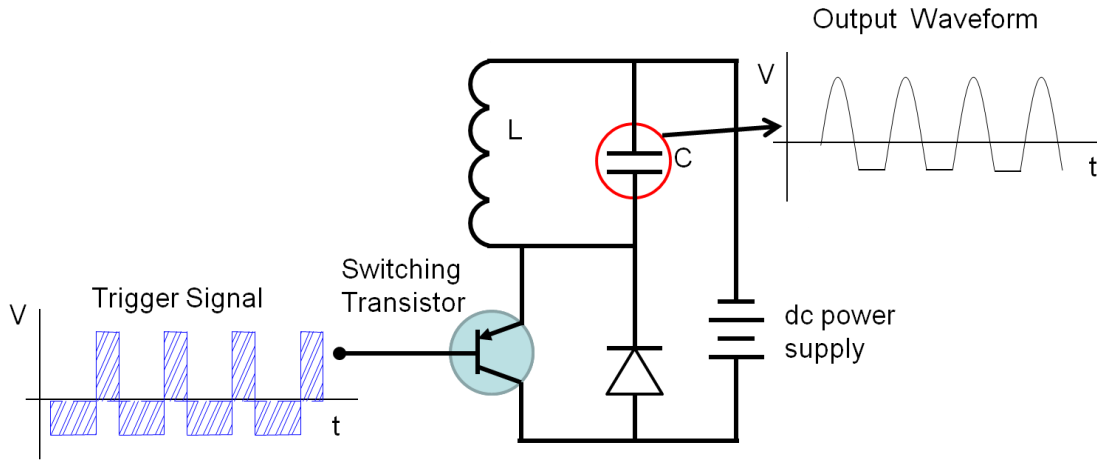 Output Waveform
V
t
L
C
Switching
Transistor
Trigger Signal
V
t
dc power
supply